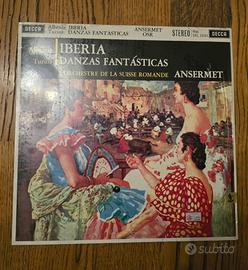 DECCA
Albéniz IBERIA
Turina DANZAS FANTASTICAS
ANSERMET
OSR
STEREO
DECCA
Albéniz IBERIA
Turina DANZAS FANTÁSTICAS
ORCHESTRE DE LA SUISSE ROMANDE ANSERMET
subito